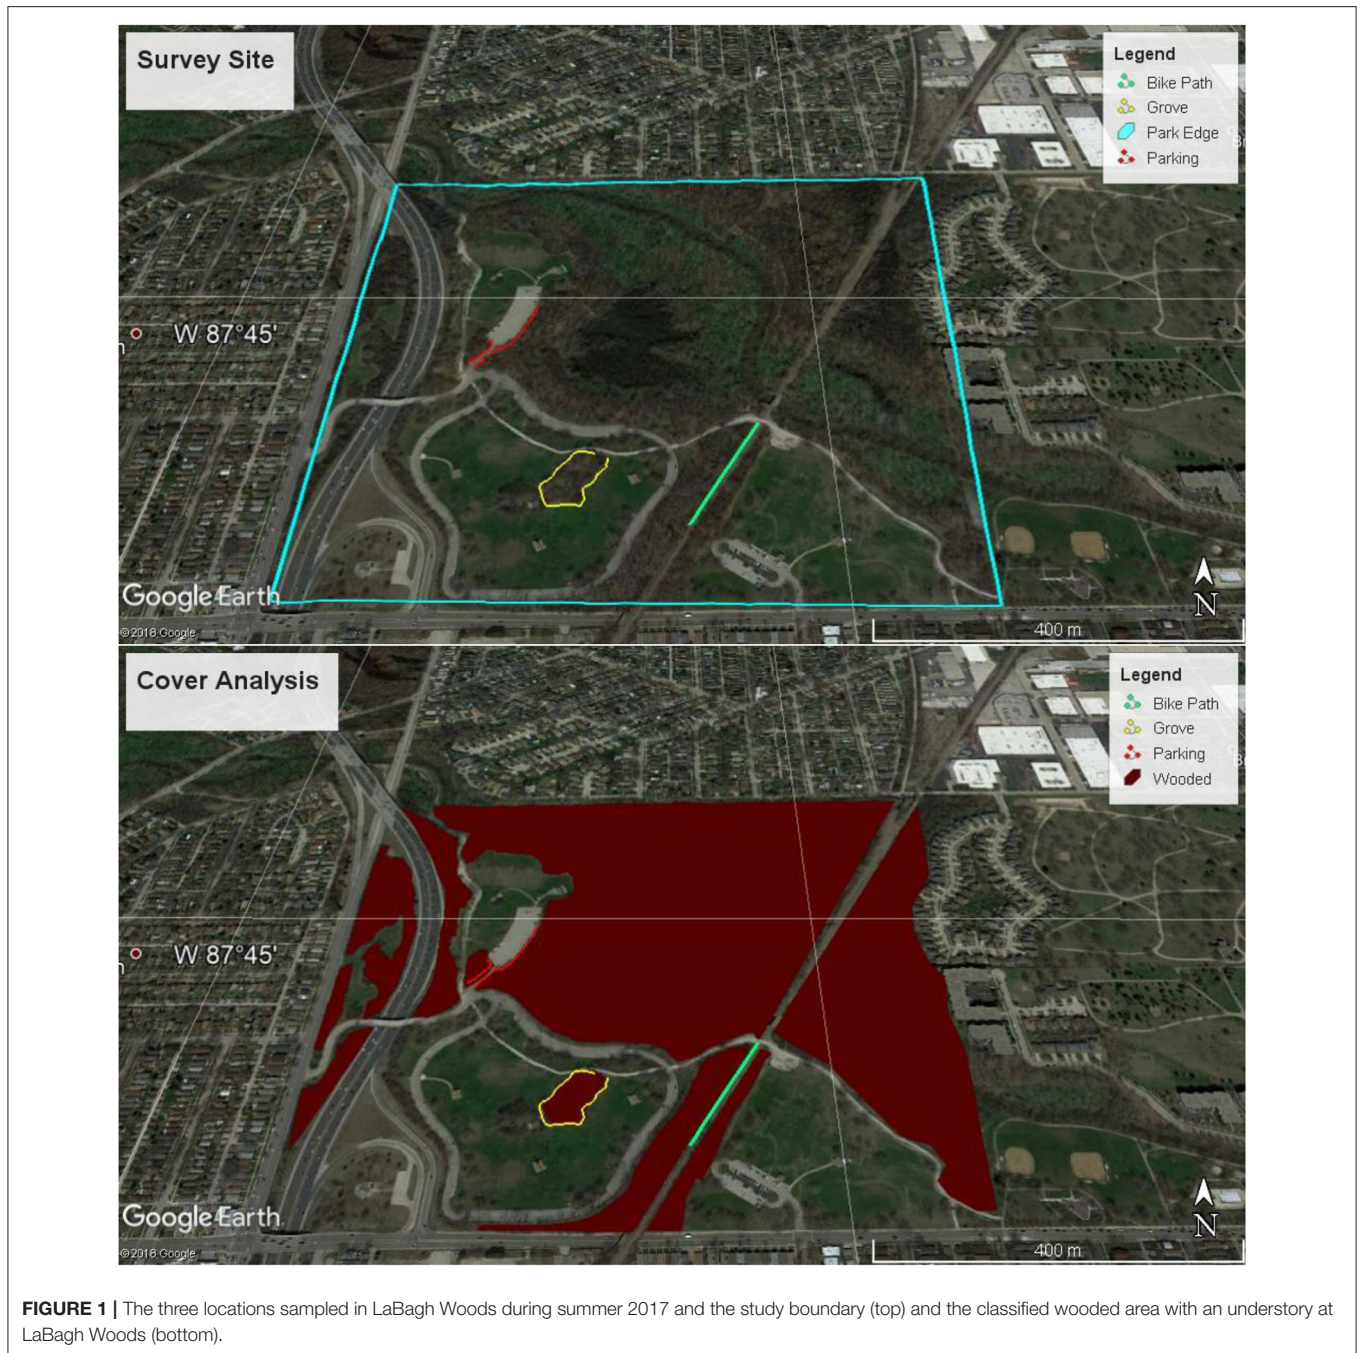 Survey Site
Legend
Bike Path
Grove
Park Edge
Parking
W 87°45'
Google Earth
©2018 Google
N
400 m
Cover Analysis
Legend
Bike Path
Grove
Parking
Wooded
W 87°45'
Google Earth
©2018 Google
N
400 m
FIGURE 1 | The three locations sampled in LaBagh Woods during summer 2017 and the study boundary (top) and the classified wooded area with an understory at
LaBagh Woods (bottom).